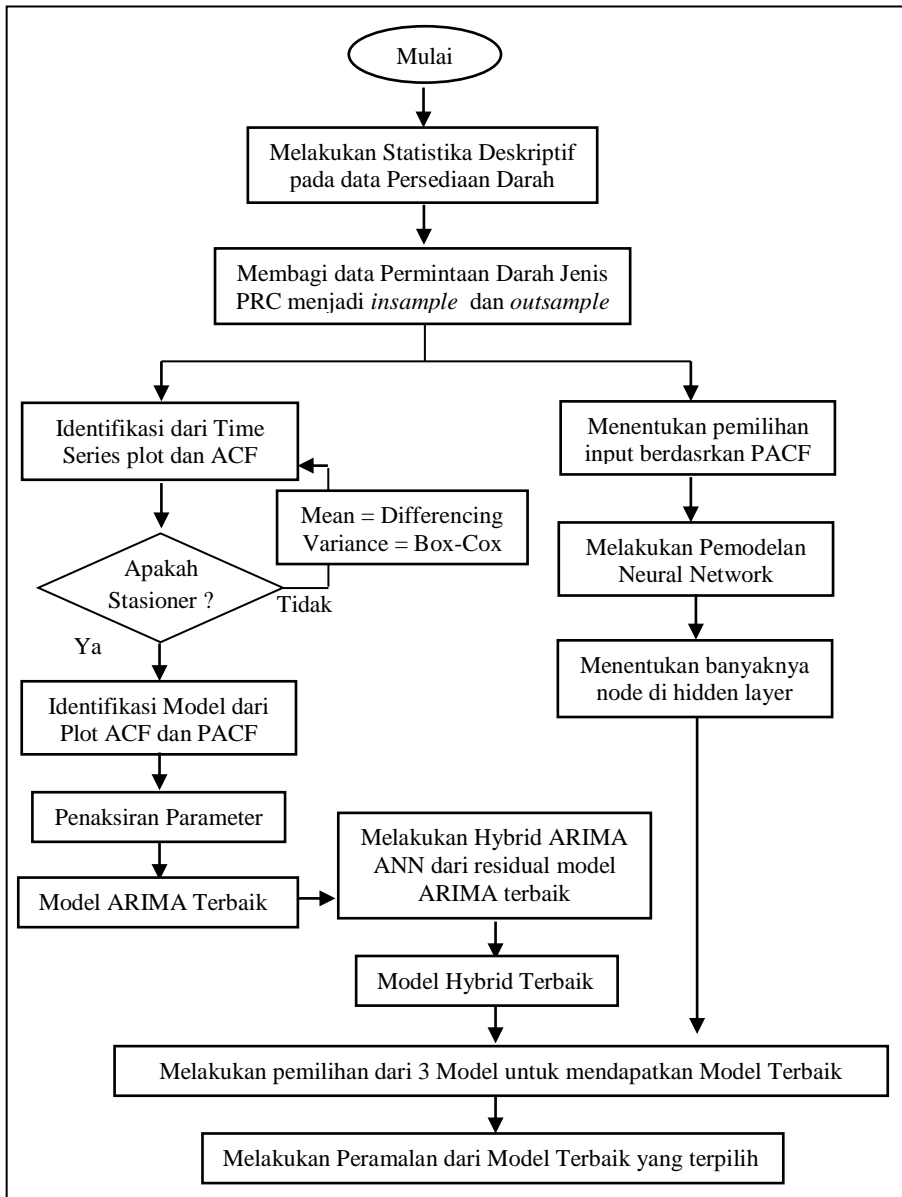 Mulai
Melakukan Statistika Deskriptif
pada data Persediaan Darah
Membagi data Permintaan Darah Jenis
PRC menjadi insample dan outsample
Identifikasi dari Time
Series plot dan ACF
Mean = Differencing
Variance = Box-Cox
Apakah
Stasioner ?
Tidak
Ya
Identifikasi Model dari
Plot ACF dan PACF
Penaksiran Parameter
Model ARIMA Terbaik
Melakukan Hybrid ARIMA
ANN dari residual model
ARIMA terbaik
Model Hybrid Terbaik
Menentukan pemilihan
input berdasrkan PACF
Melakukan Pemodelan
Neural Network
Menentukan banyaknya
node di hidden layer
Melakukan pemilihan dari 3 Model untuk mendapatkan Model Terbaik
Melakukan Peramalan dari Model Terbaik yang terpilih